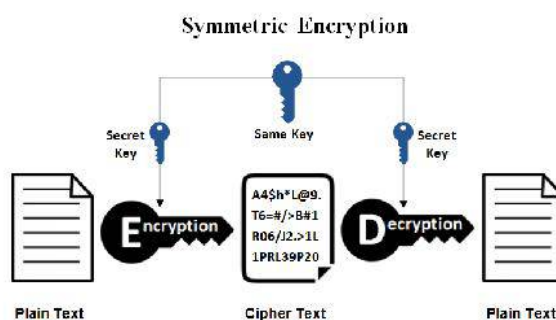 Symmetric Encryption
Secret
Key
Same Key
Secret
Key
Encryption
A4$h*L@9.
T6=#/>B#1
R06/J2.>1L
1PRL39P20
Decryption
Plain Text
Cipher Text
Plain Text